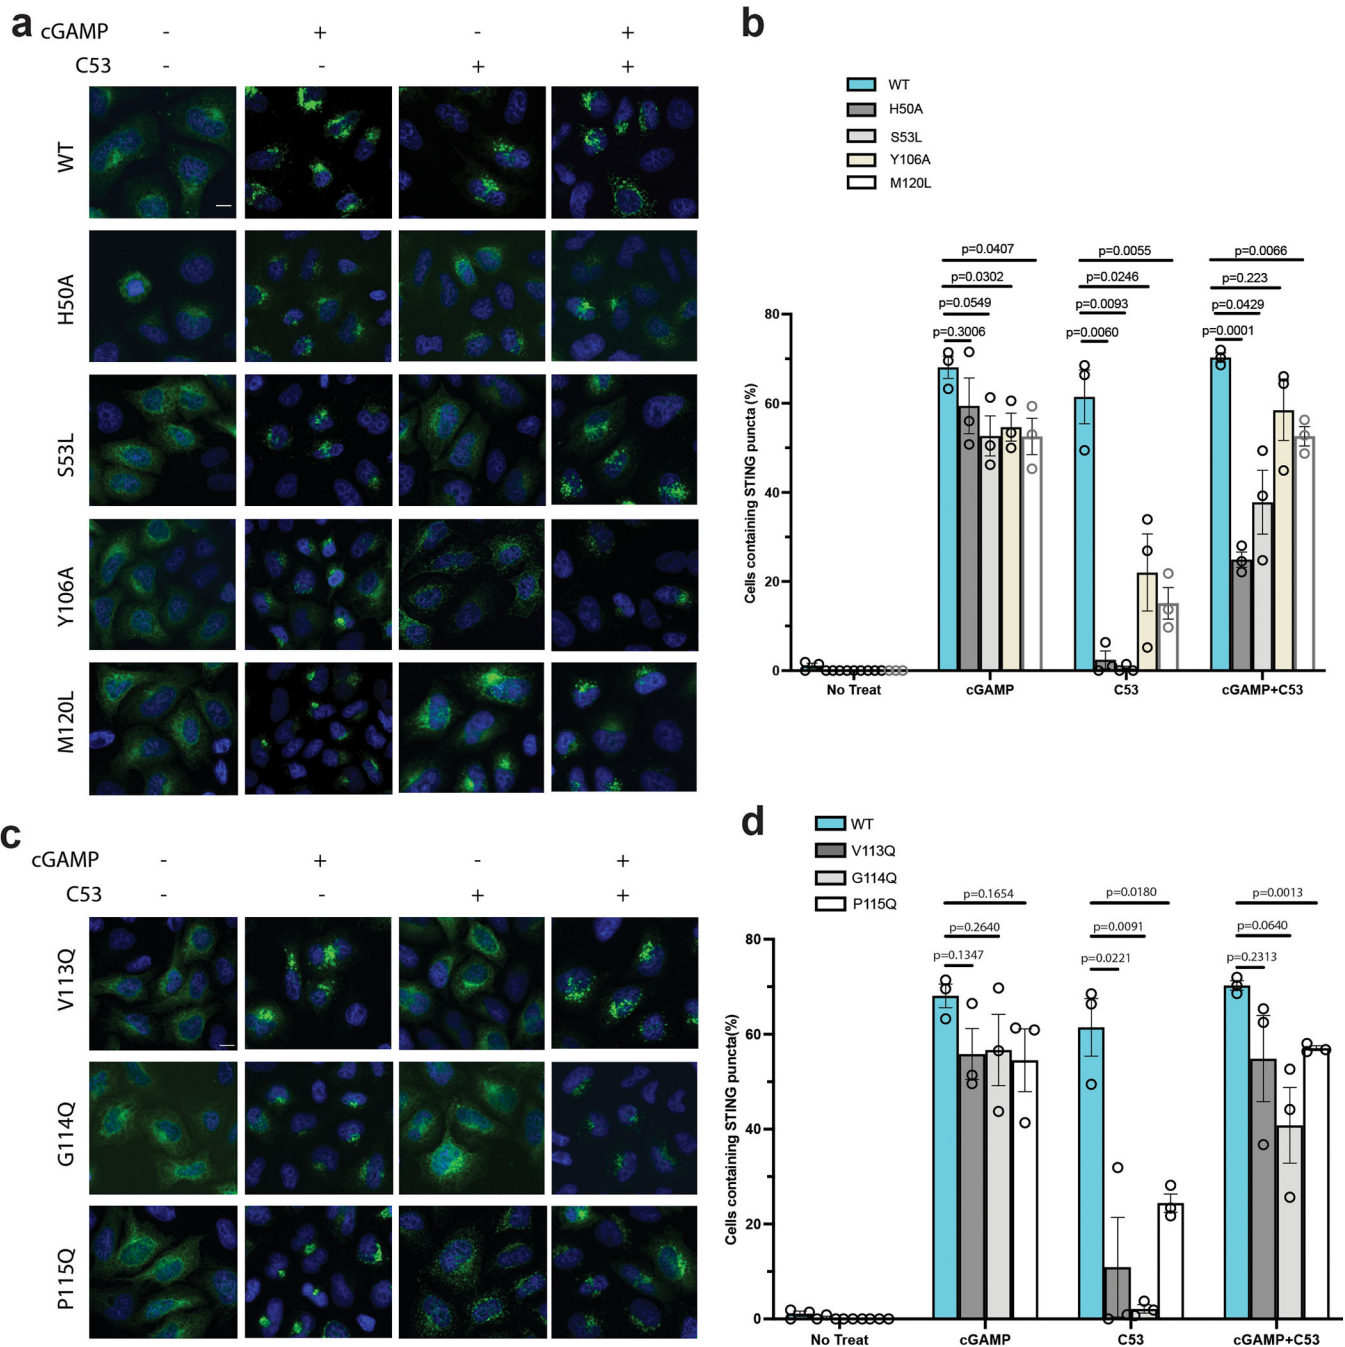 a
cGAMP - + - +
C53 - - + +
WT
H50A
S53L
Y106A
M120L
b
WT
H50A
S53L
Y106A
M120L
p=0.0407
p=0.0302
p=0.0549
p=0.3006
p=0.0055
p=0.0246
p=0.0093
p=0.0060
p=0.0066
p=0.223
p=0.0429
p=0.0001
Cells containing STING puncta (%)
80
60
40
20
0
No Treat cGAMP C53 cGAMP+C53
c
cGAMP - + - +
C53 - - + +
V113Q
G114Q
P115Q
d
WT
V113Q
G114Q
P115Q
p=0.1654
p=0.2640
p=0.1347
p=0.0180
p=0.0091
p=0.0221
p=0.0013
p=0.0640
p=0.2313
Cells containing STING puncta(%)
80
60
40
20
0
No Treat cGAMP C53 cGAMP+C53